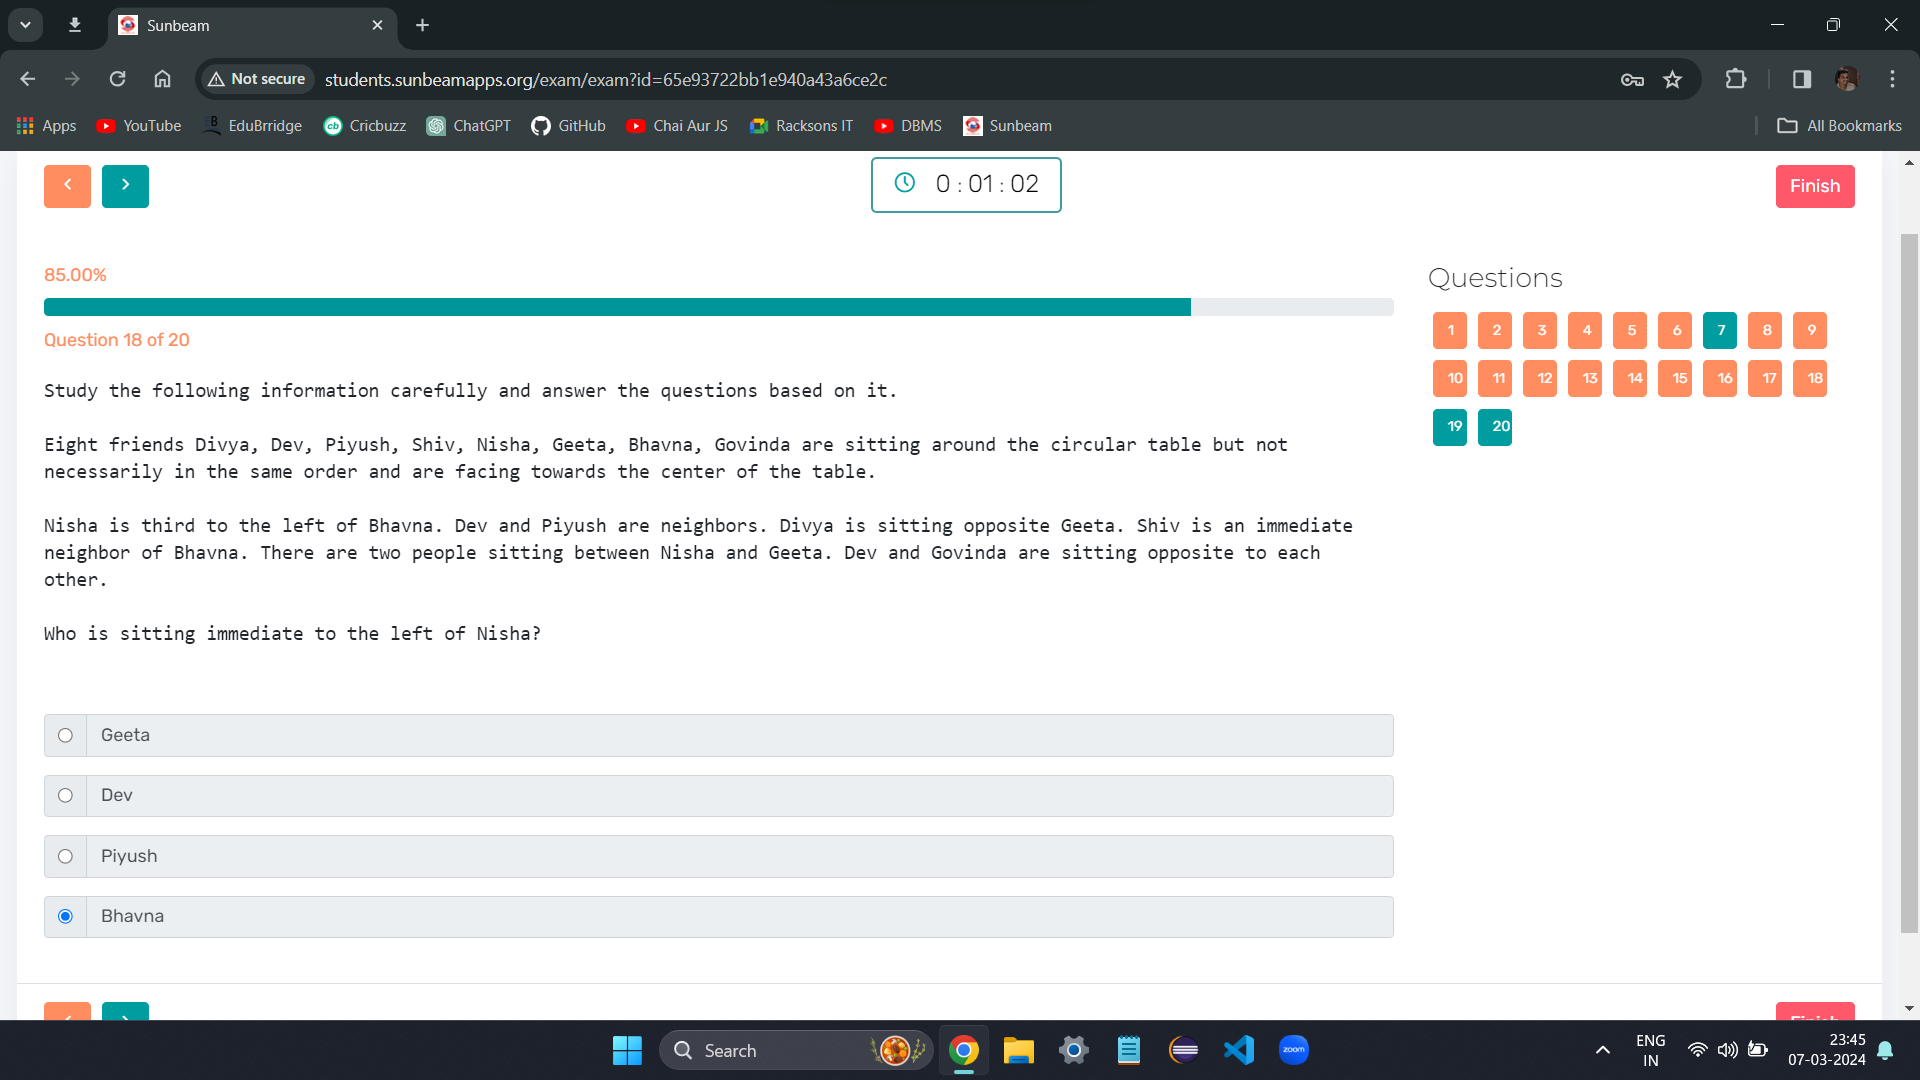 Sunbeam
Not secure
students.sunbeamapps.org/exam/exam?id=65e93722bb1e940a43a6ce2c
Apps
YouTube
EduBrridge
Cricbuzz
ChatGPT
GitHub
Chai Aur JS
Racksons IT
DBMS
Sunbeam
All Bookmarks
0 : 01 : 02
Finish
85.00%
Question 18 of 20
Study the following information carefully and answer the questions based on it.
Eight friends Divya, Dev, Piyush, Shiv, Nisha, Geeta, Bhavna, Govinda are sitting around the circular table but not
necessarily in the same order and are facing towards the center of the table.
Nisha is third to the left of Bhavna. Dev and Piyush are neighbors. Divya is sitting opposite Geeta. Shiv is an immediate
neighbor of Bhavna. There are two people sitting between Nisha and Geeta. Dev and Govinda are sitting opposite to each
other.
Who is sitting immediate to the left of Nisha?
Geeta
Dev
Piyush
Bhavna
Questions
1 2 3 4 5 6 7 8 9
10 11 12 13 14 15 16 17 18
19 20
Finish
Search
zoom
ENG
IN
23:45
07-03-2024